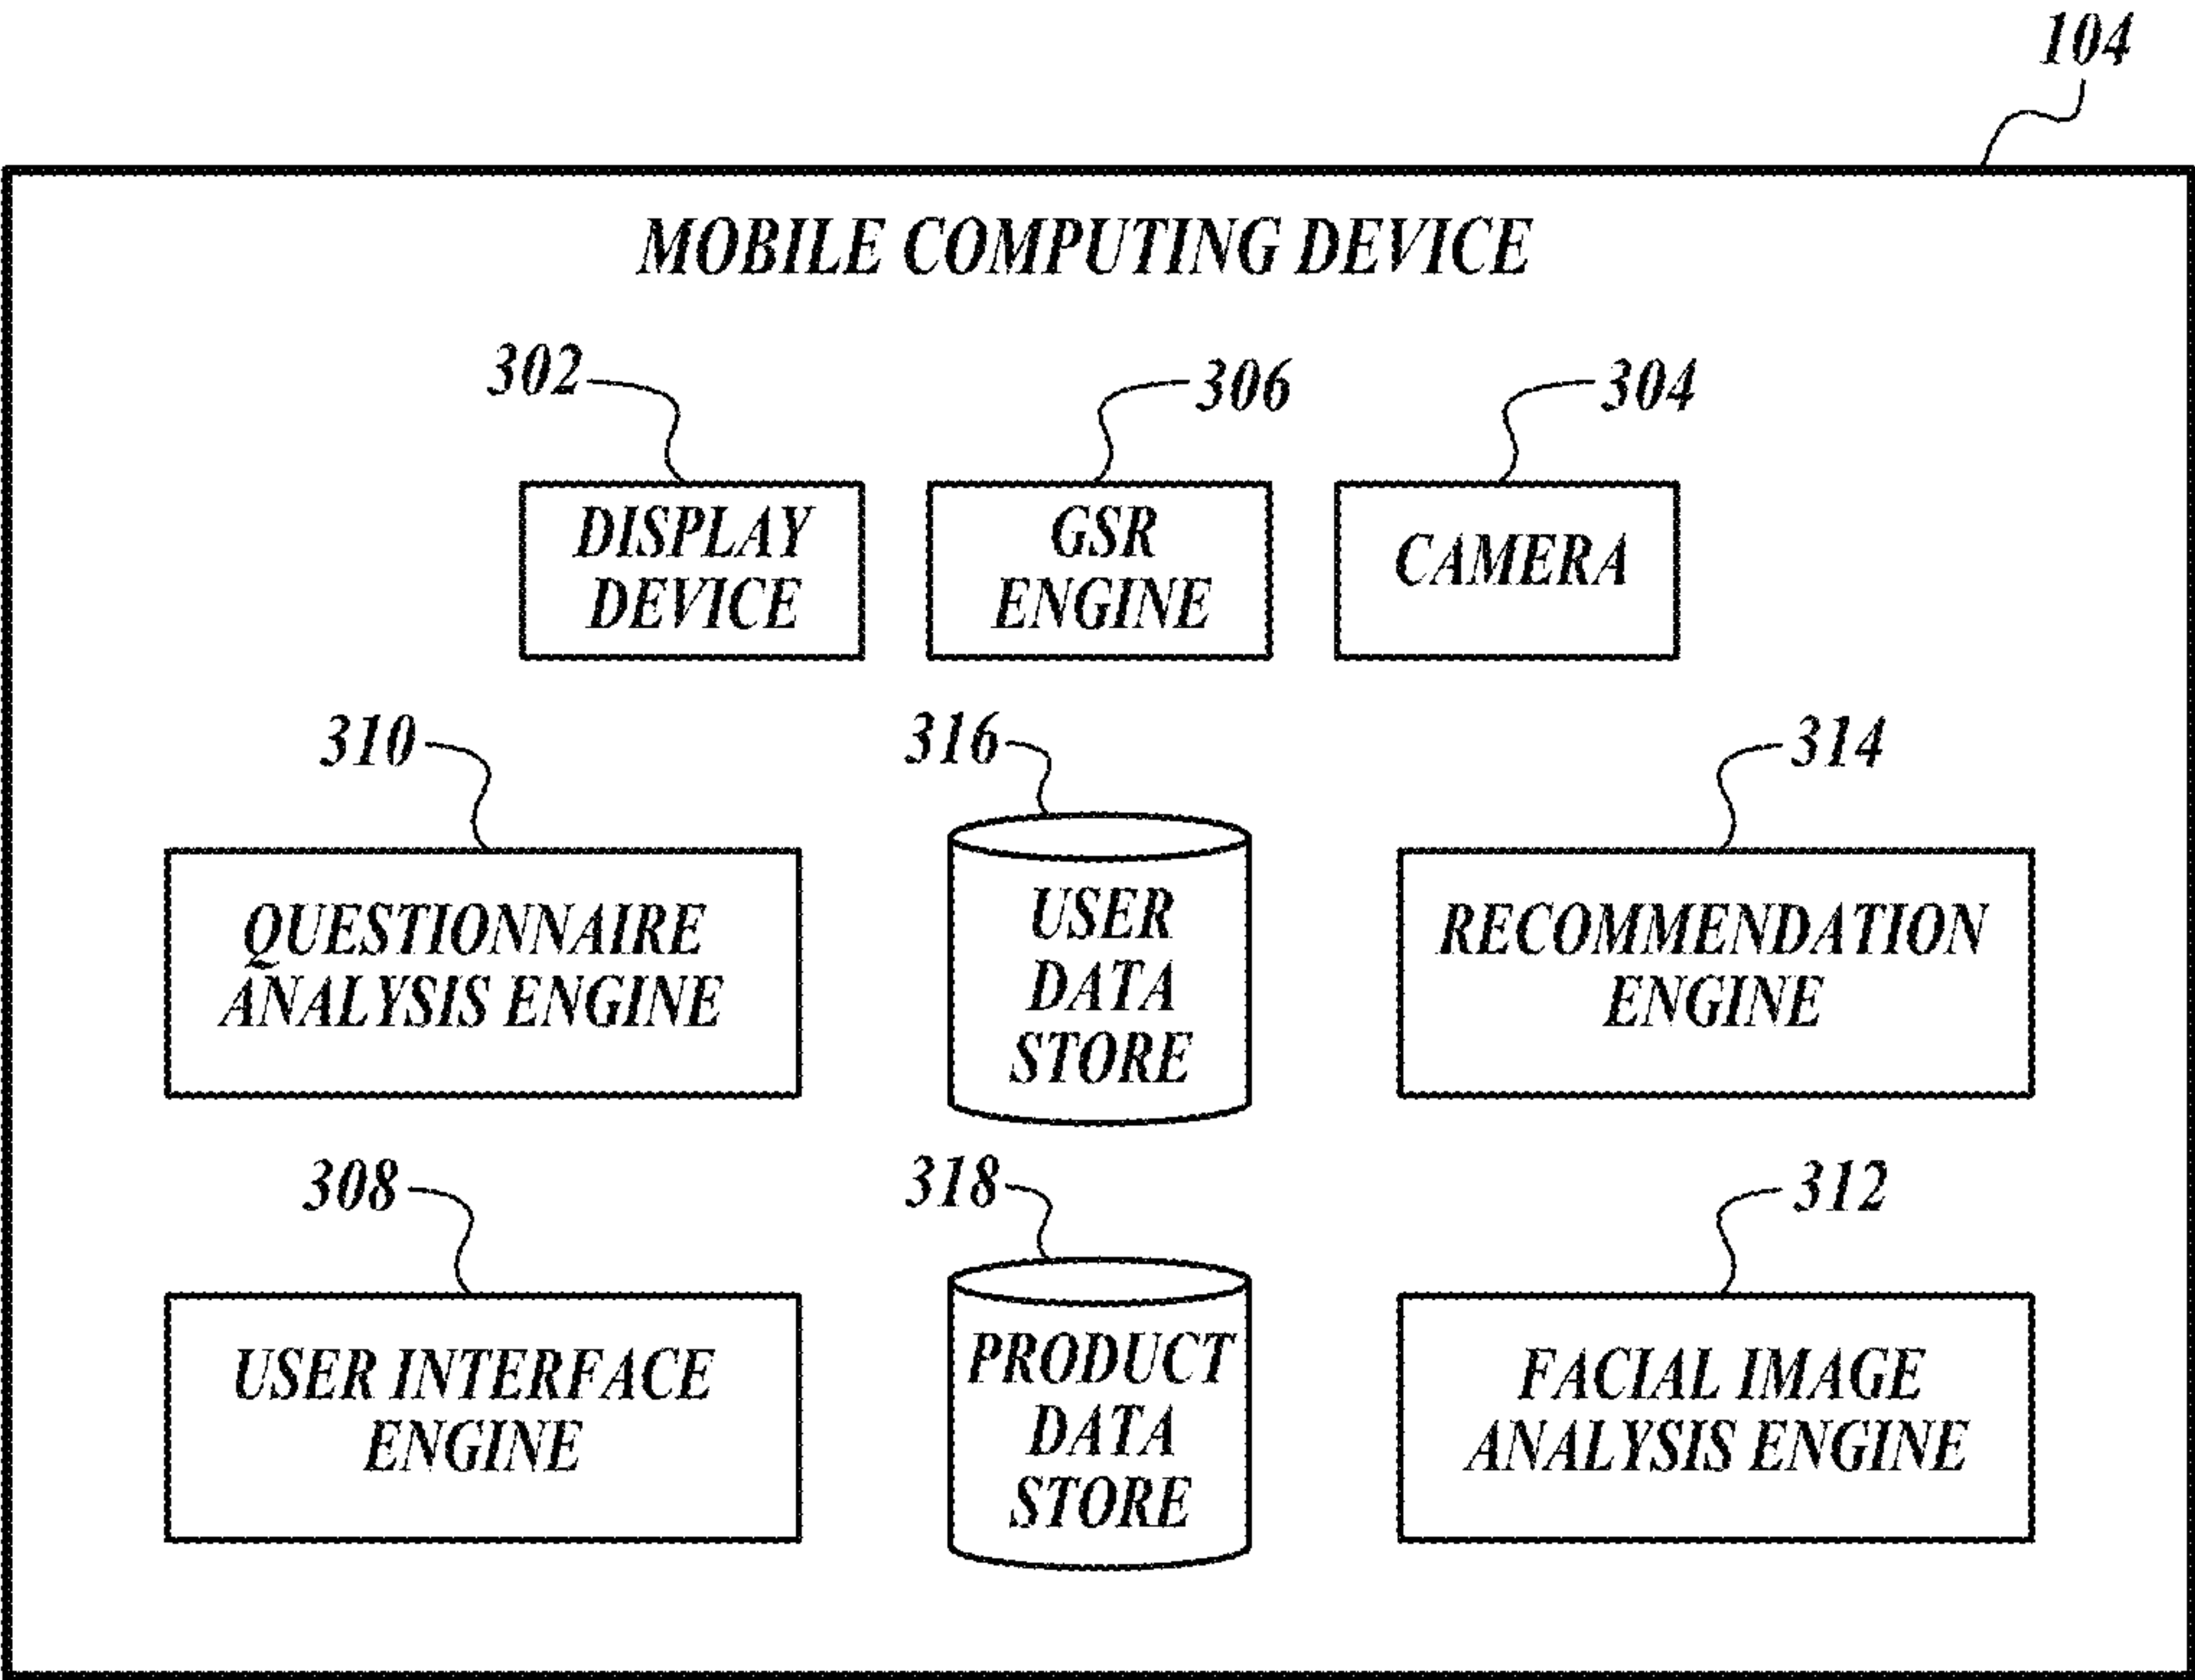 104
MOBILE COMPUTING DEVICE
302
306
304
DISPLAY
DEVICE
GSR
ENGINE
CAMERA
310
316
314
QUESTIONNAIRE
ANALYSIS ENGINE
USER
DATA
STORE
RECOMMENDATION
ENGINE
308
318
312
USER INTERFACE
ENGINE
PRODUCT
DATA
STORE
FACIAL IMAGE
ANALYSIS ENGINE